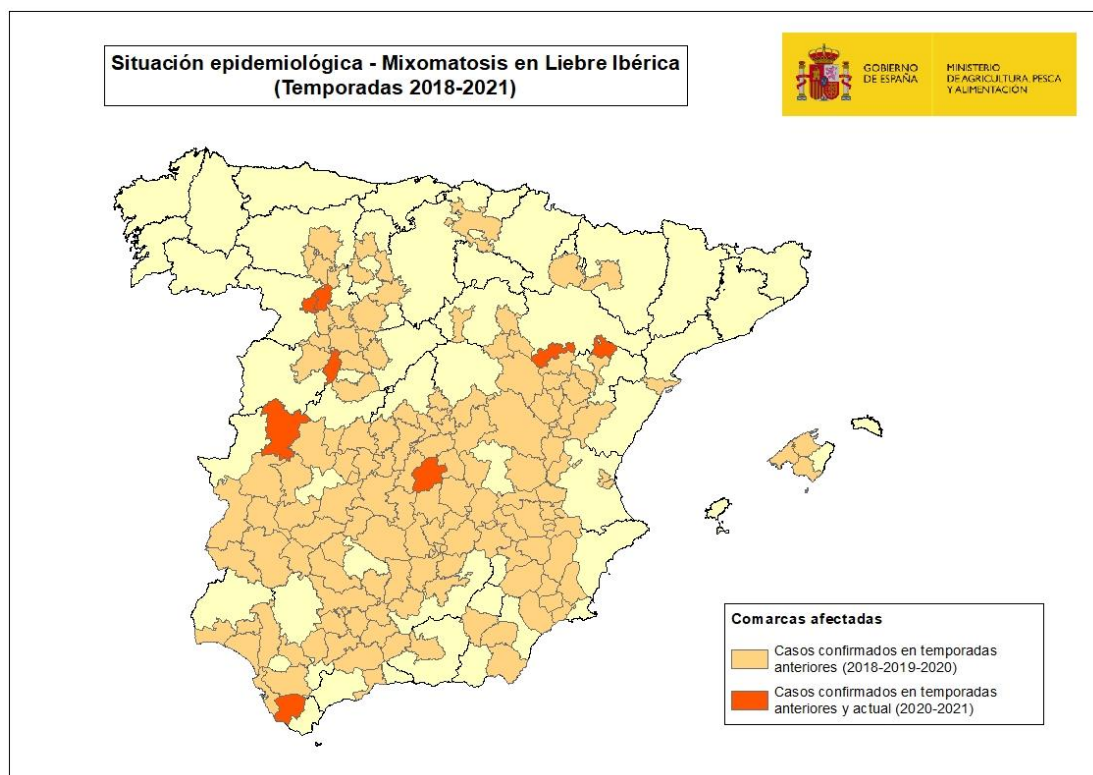 Situación epidemiológica - Mixomatosis en Liebre Ibérica
(Temporadas 2018-2021)
GOBIERNO
DE ESPAÑA
MINISTERIO
DE AGRICULTURA, PESCA
Y ALIMENTACIÓN
Comarcas afectadas
Casos confirmados en temporadas
anteriores (2018-2019-2020)
Casos confirmados en temporadas
anteriores y actual (2020-2021)